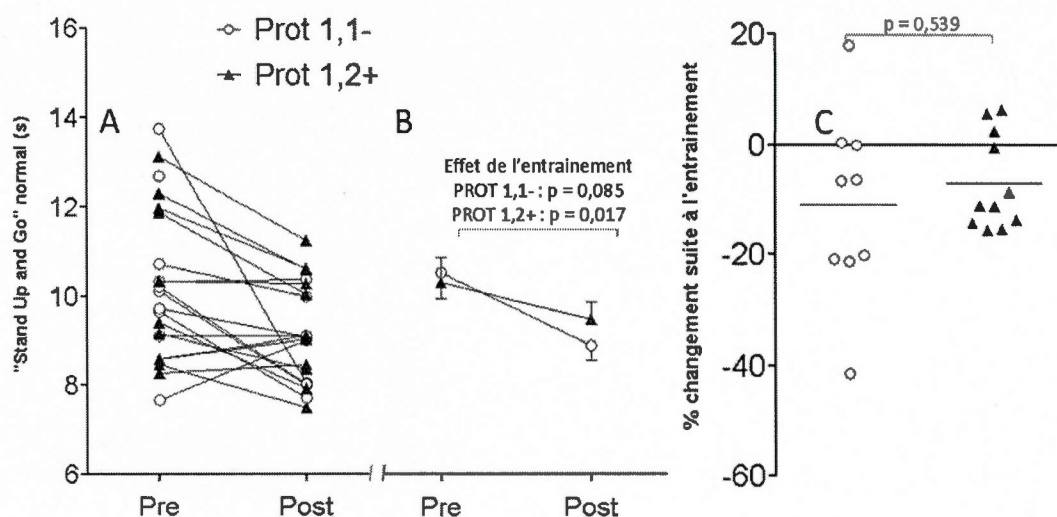 "Stand Up and Go" normal (s)
16
14
12
10
8
6
Prot 1,1-
Prot 1,2+
A
Pre
Post
B
Effet de l'entrainement
PROT 1,1- : p = 0,085
PROT 1,2+ : p = 0,017
Pre
Post
% changement suite à l'entrainement
20
0
-20
-40
-60
C
p = 0,539